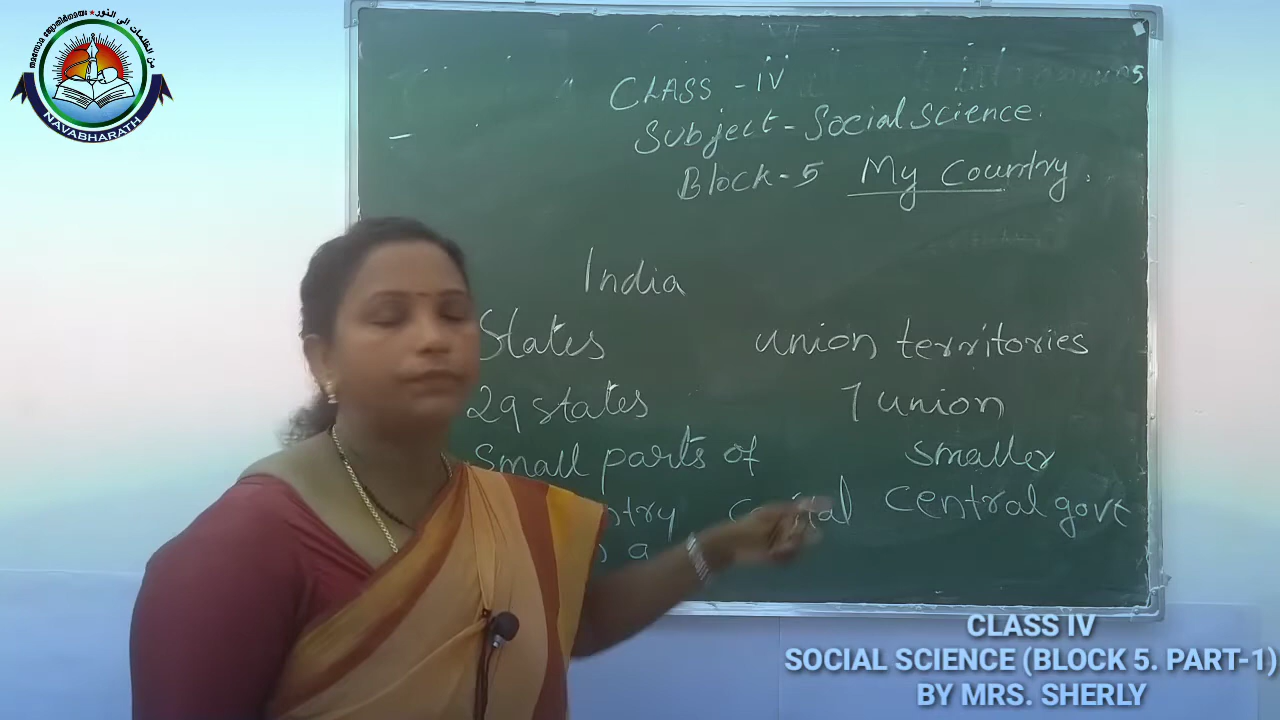 NAVABHARATH
CLASS - IV
Subject - Social Science.
Block - 5 My Country.
India
States union territories
29 states 7 union
Small parts of smaller
capital central govt
a
CLASS IV
SOCIAL SCIENCE (BLOCK 5. PART-1)
BY MRS. SHERLY